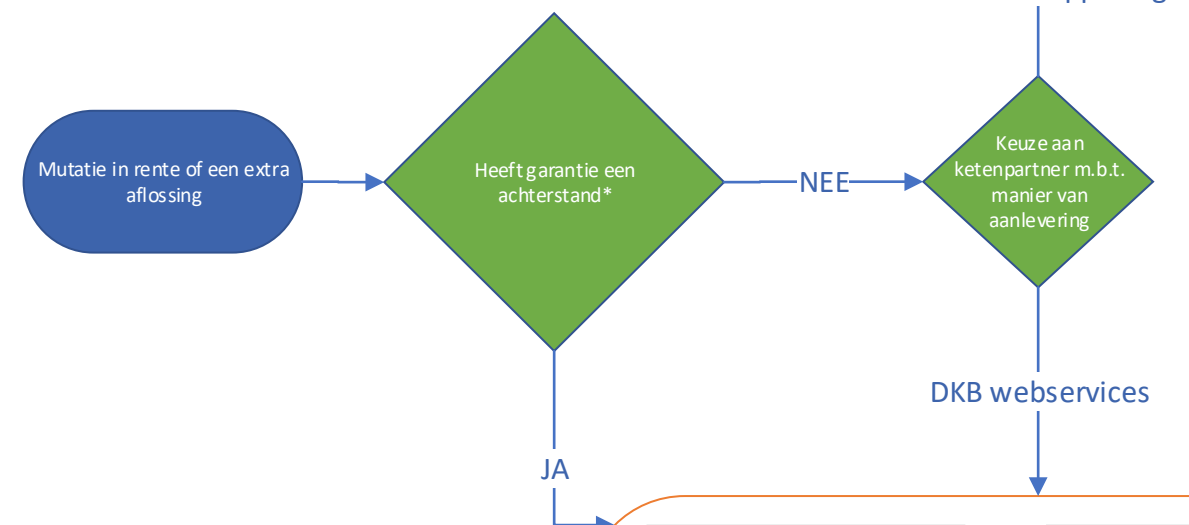 Mutatie in rente of een extra
aflossing
Heeft garantie een
achterstand*
NEE
Keuze aan
ketenpartner m.b.t.
manier van
aanlevering
DKB webservices
JA